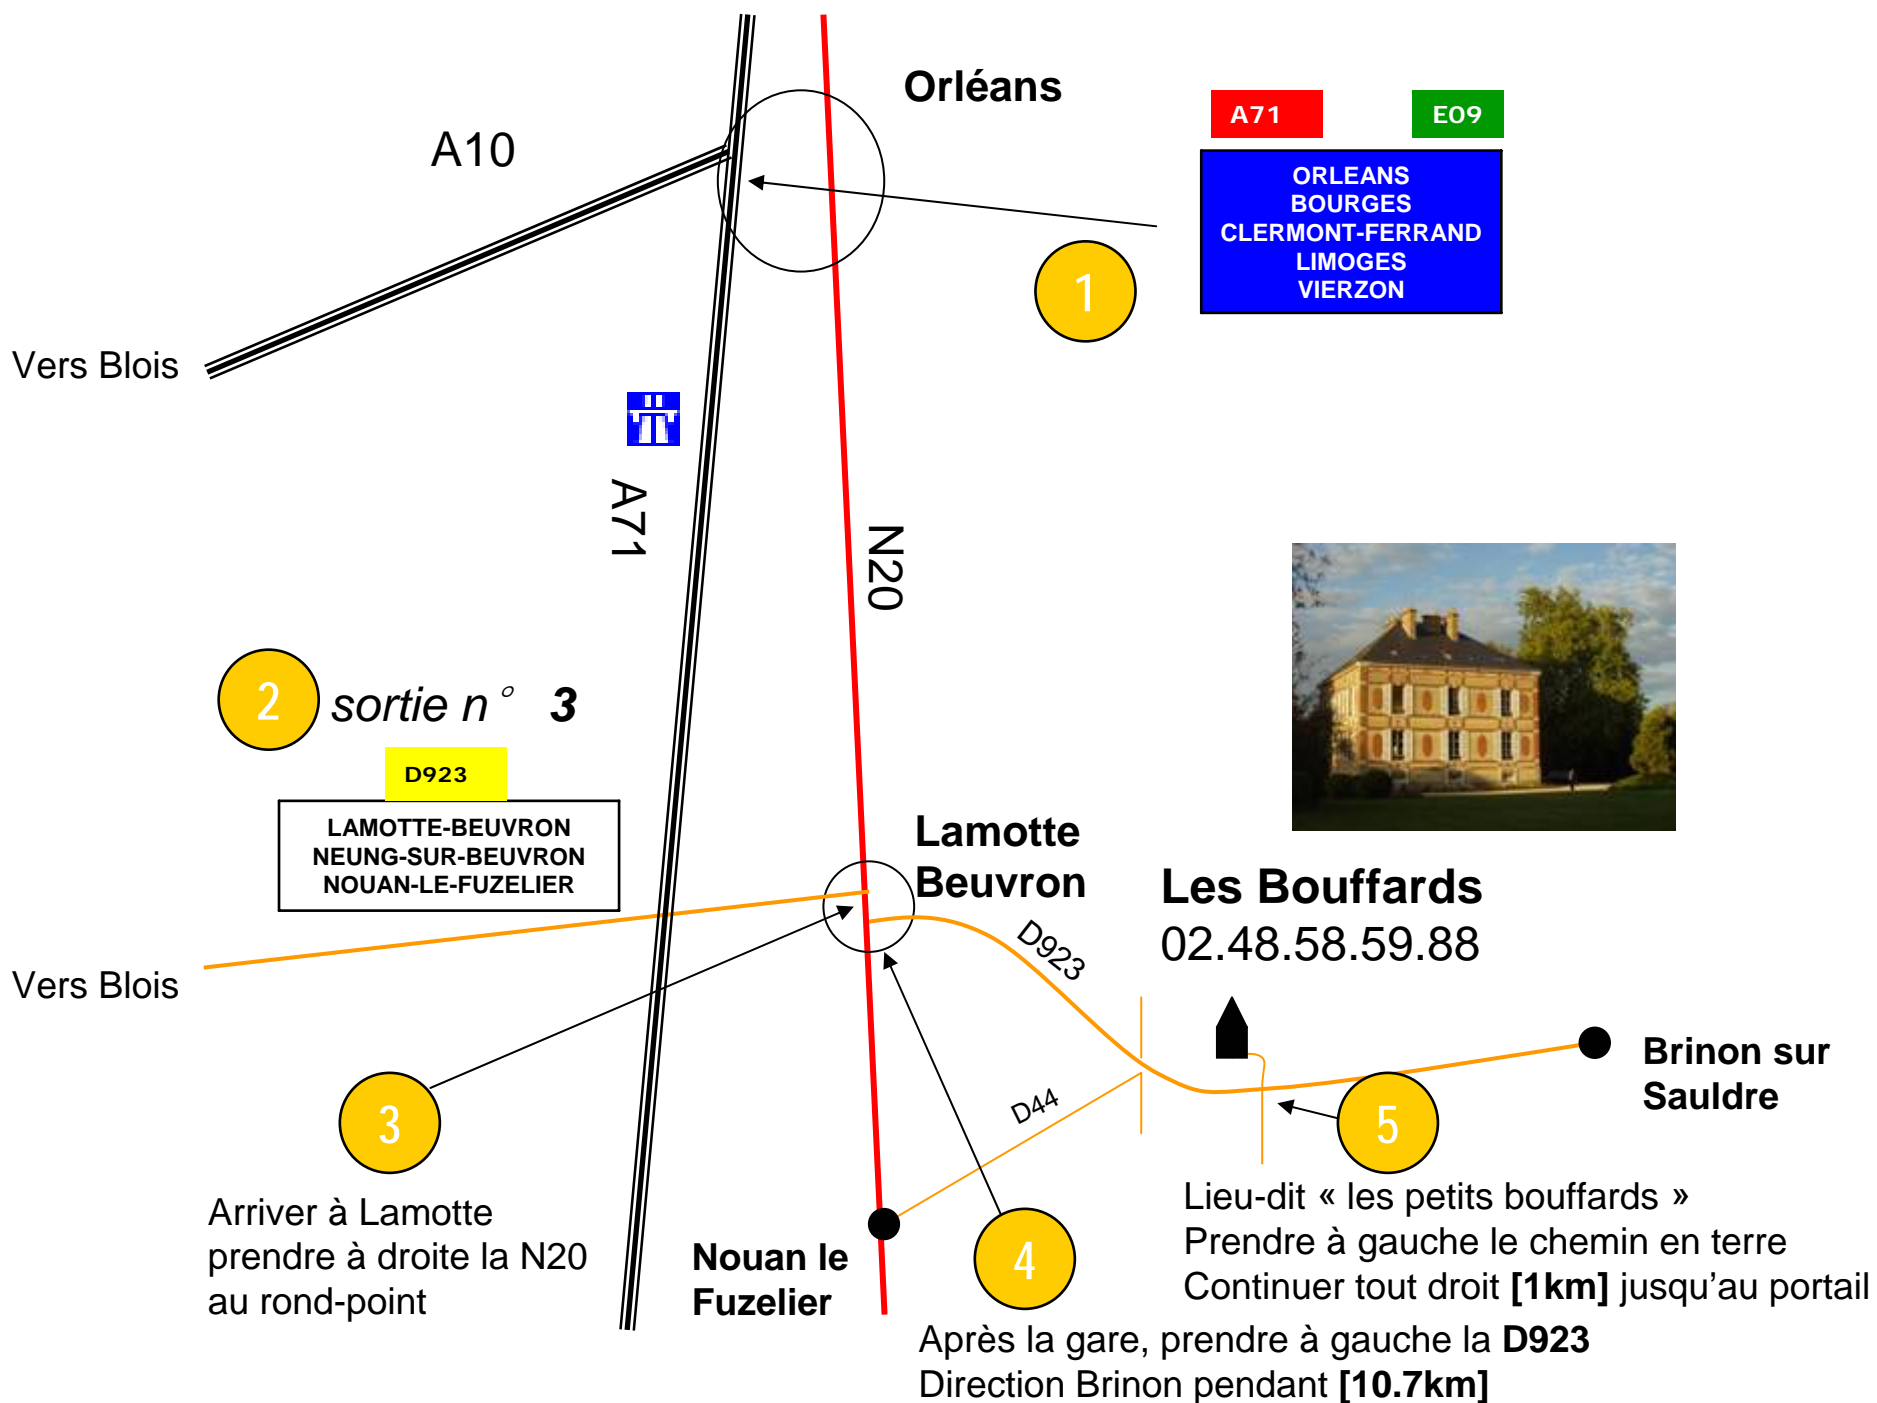 Orléans
A10
A71
E09
ORLEANS
BOURGES
CLERMONT-FERRAND
LIMOGES
VIERZON
1
Vers Blois
A71
N20
2
sortie n° 3
D923
LAMOTTE-BEUVRON
NEUNG-SUR-BEUVRON
NOUAN-LE-FUZELIER
Lamotte
Beuvron
Les Bouffards
02.48.58.59.88
D923
Vers Blois
Brinon sur
Sauldre
D44
3
Arriver à Lamotte
prendre à droite la N20
au rond-point
Nouan le
Fuzelier
4
Après la gare, prendre à gauche la D923
Direction Brinon pendant [10.7km]
5
Lieu-dit « les petits bouffards »
Prendre à gauche le chemin en terre
Continuer tout droit [1km] jusqu’au portail